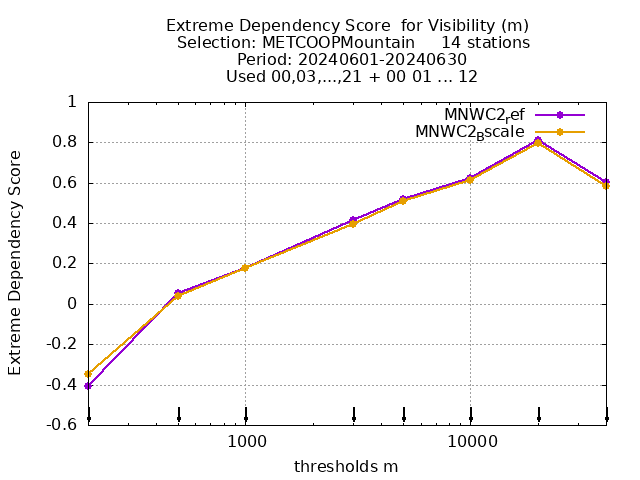 Extreme Dependency Score  for Visibility (m)
Selection: METCOOPMountain     14 stations
Period: 20240601-20240630
Used 00,03,...,21 + 00 01 ... 12
MNWC2_ref
MNWC2_Bscale
1
0.8
0.6
0.4
0.2
0
-0.2
-0.4
-0.6
Extreme Dependency Score
1000 10000
thresholds m